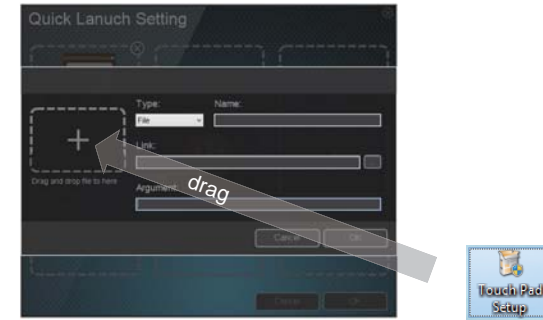 Quick Lanuch Setting
Type:
Name:
File
Link:
...
Drag and drop file to here
Argument:
drag
Cancel
Ok
Cancel
Ok
Touch Pad
Setup